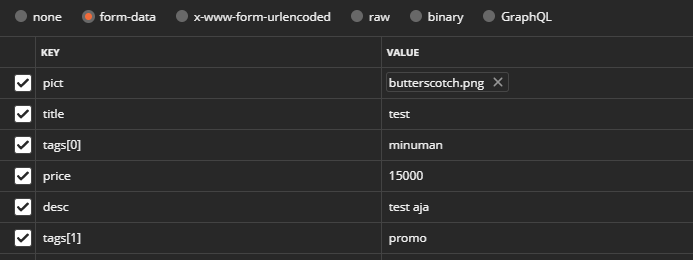 none form-data x-www-form-urlencoded raw binary GraphQL
KEY VALUE
pict butterscotch.png
title test
tags[0] minuman
price 15000
desc test aja
tags[1] promo